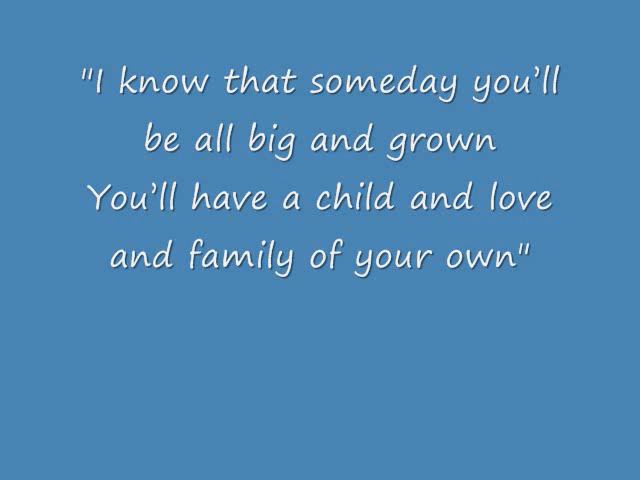 "I know that someday you’ll
be all big and grown
You’ll have a child and love
and family of your own"